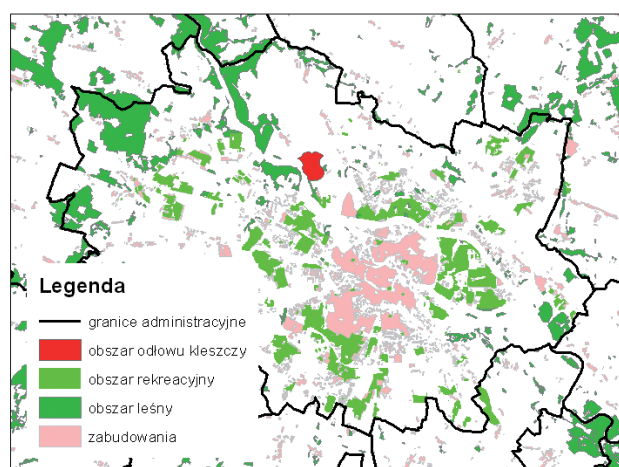 Legenda
granice administracyjne
obszar odłowu kleszczy
obszar rekreacyjny
obszar leśny
zabudowania